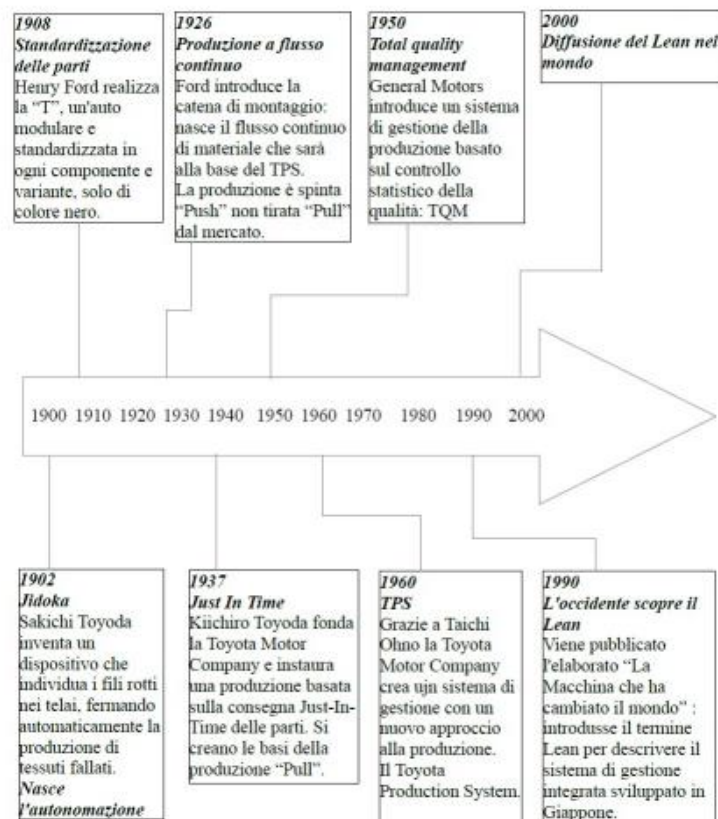 1908
Standardizzazione
delle parti
Henry Ford realizza
la “T”, un'auto
modulare e
standardizzata in
ogni componente e
variante, solo di
colore nero.
1926
Produzione a flusso
continuo
Ford introduce la
catena di montaggio:
nasce il flusso continuo
di materiale che sarà
alla base del TPS.
La produzione è spinta
“Push” non tirata “Pull”
dal mercato.
1950
Total quality
management
General Motors
introduce un sistema
di gestione della
produzione basato
sul controllo
statistico della
qualità: TQM
2000
Diffusione del Lean nel
mondo
1900 1910 1920 1930 1940 1950 1960 1970 1980 1990 2000
1902
Jidoka
Sakichi Toyoda
inventa un
dispositivo che
individua i fili rotti
nei telai, fermando
automaticamente la
produzione di
tessuti fallati.
Nasce
l'autonomazione
1937
Just In Time
Kiichiro Toyoda fonda
la Toyota Motor
Company e instaura
una produzione basata
sulla consegna Just-In-
Time delle parti. Si
creano le basi della
produzione “Pull”.
1960
TPS
Grazie a Taichi
Ohno la Toyota
Motor Company
crea ujn sistema di
gestione con un
nuovo approccio
alla produzione.
Il Toyota
Production System.
1990
L'occidente scopre il
Lean
Viene pubblicato
l'elaborato “La
Macchina che ha
cambiato il mondo” :
introdusse il termine
Lean per descrivere il
sistema di gestione
integrata sviluppato in
Giappone.